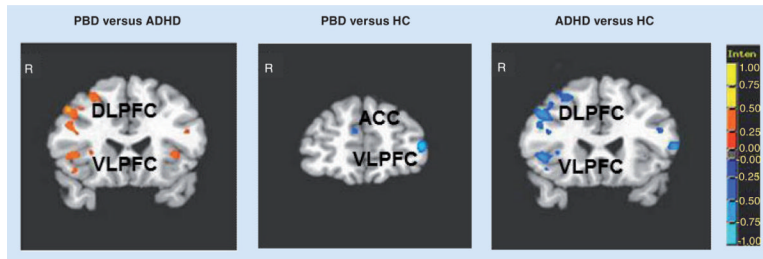 PBD versus ADHD
PBD versus HC
ADHD versus HC
R
DLPFC
VLPFC
R
ACC
VLPFC
R
DLPFC
VLPFC
Inten
1.00
0.75
0.50
0.25
0.00
-0.00
-0.25
-0.50
-0.75
-1.00